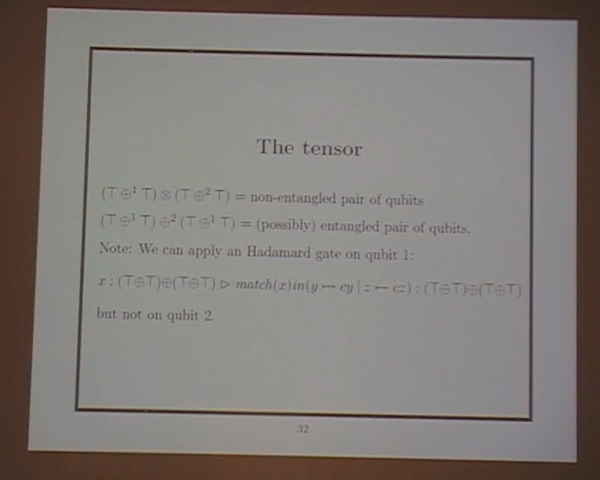 The tensor
(⊤ ⊕¹ ⊤) ⊗ (⊤ ⊕² ⊤) = non-entangled pair of qubits
(⊤ ⊕¹ ⊤) ⊕² (⊤ ⊕¹ ⊤) = (possibly) entangled pair of qubits.
Note: We can apply an Hadamard gate on qubit 1:
x : (⊤⊕⊤)⊕(⊤⊕⊤) ▷ match(x)in(y ↦ cy | z ↦ cz) : (⊤⊕⊤)⊕(⊤⊕⊤)
but not on qubit 2.
32